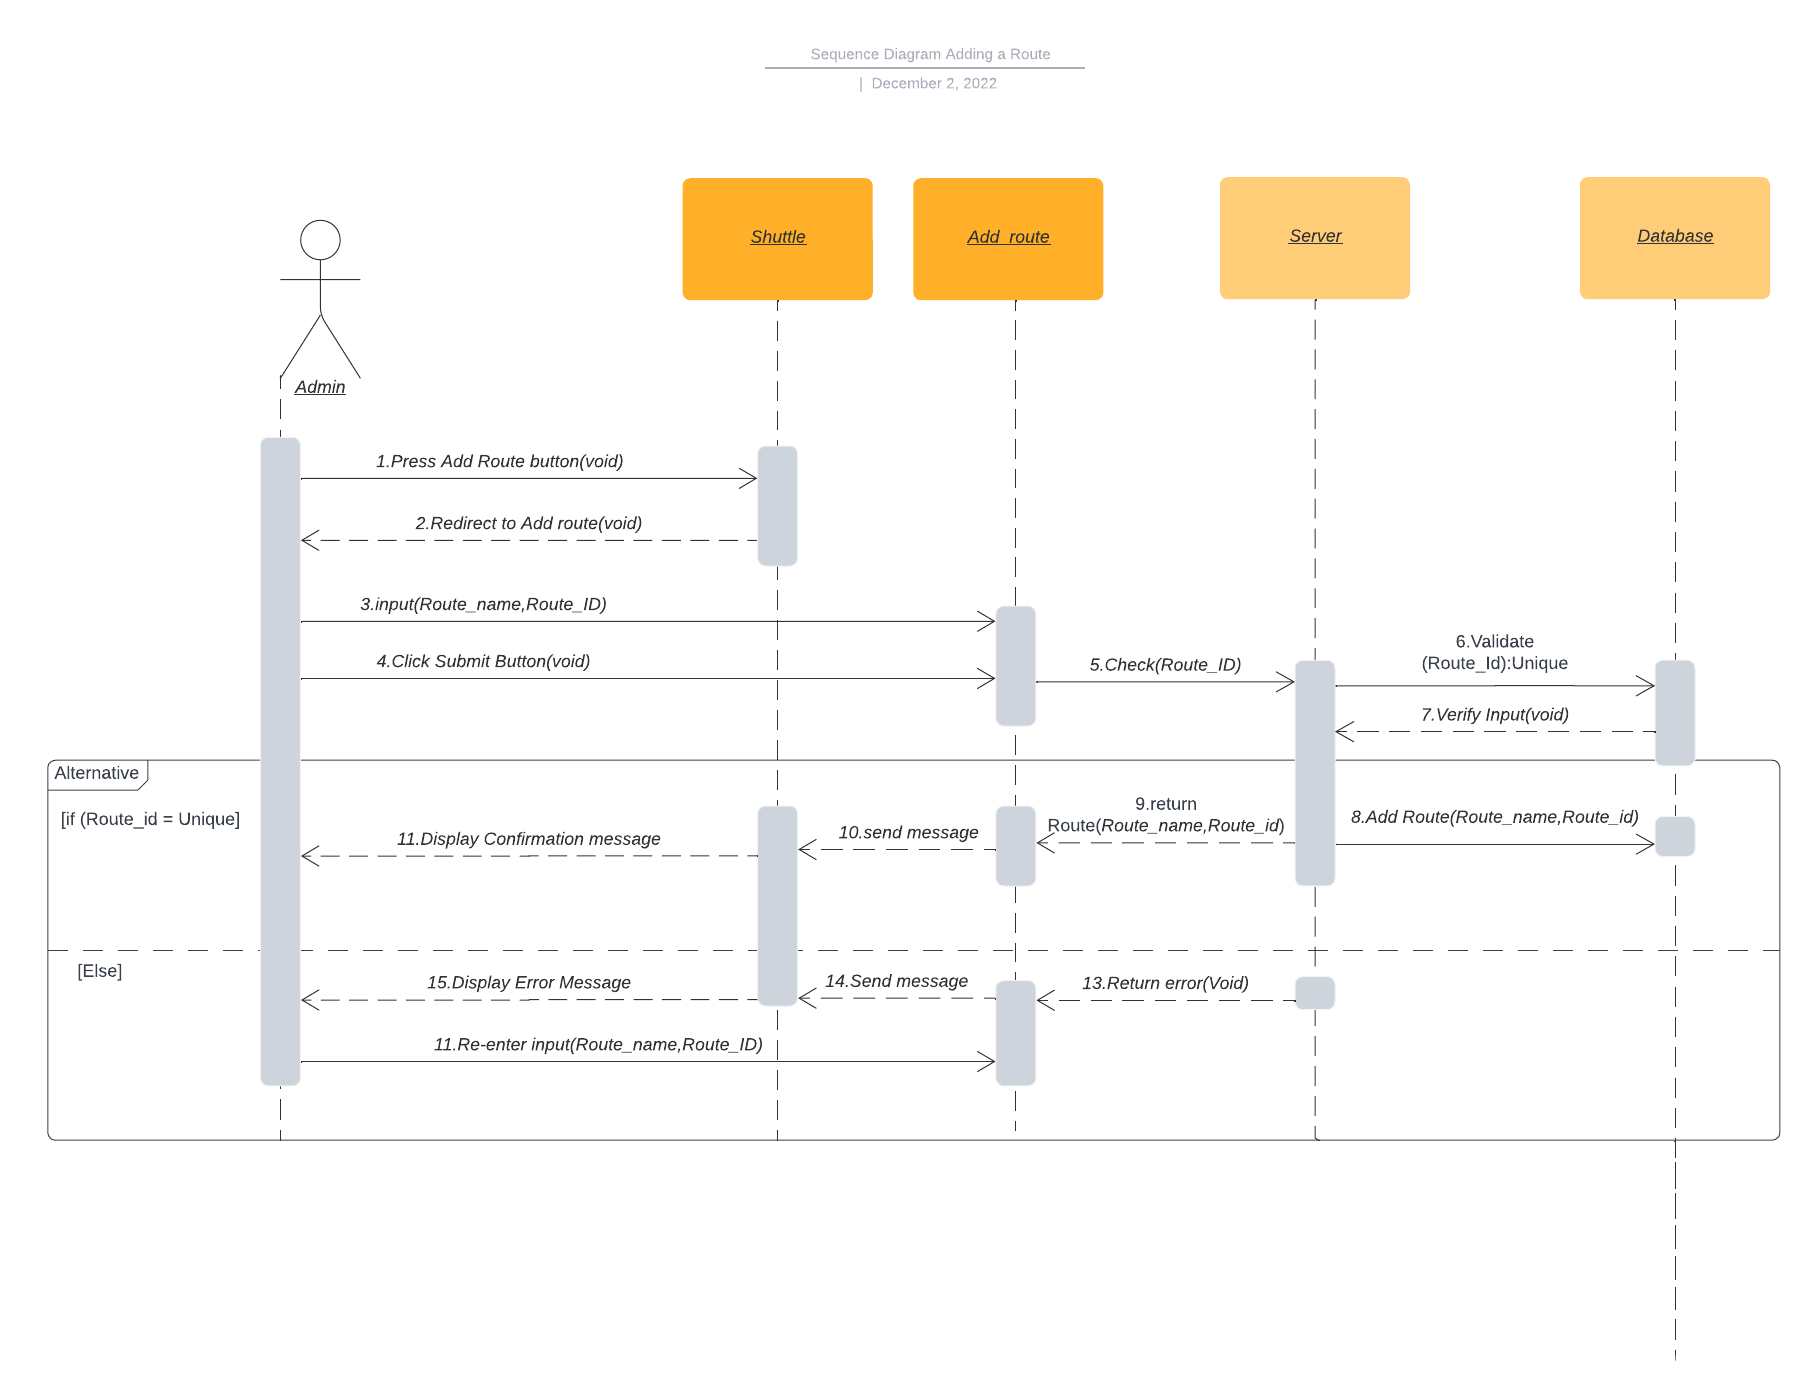 Sequence Diagram Adding a Route
| December 2, 2022
Shuttle
Add route
Server
Database
Admin
1.Press Add Route button(void)
2.Redirect to Add route(void)
3.input(Route_name,Route_ID)
4.Click Submit Button(void)
5.Check(Route_ID)
6.Validate
(Route_Id):Unique
7.Verify Input(void)
Alternative
[if (Route_id = Unique]
8.Add Route(Route_name,Route_id)
9.return
Route(Route_name,Route_id)
10.send message
11.Display Confirmation message
[Else]
13.Return error(Void)
14.Send message
15.Display Error Message
11.Re-enter input(Route_name,Route_ID)